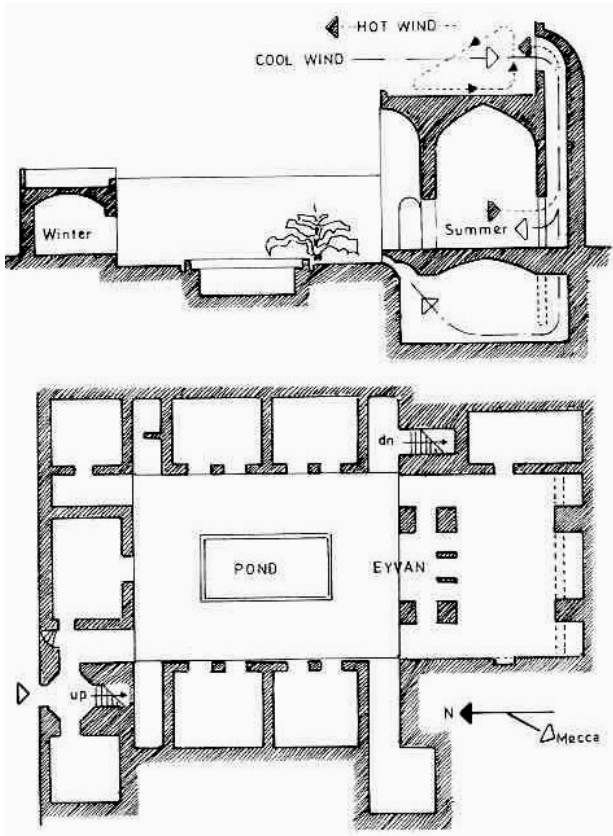 HOT WIND
COOL WIND
Winter
Summer
dn
POND
EYVAN
up
N
Mecca